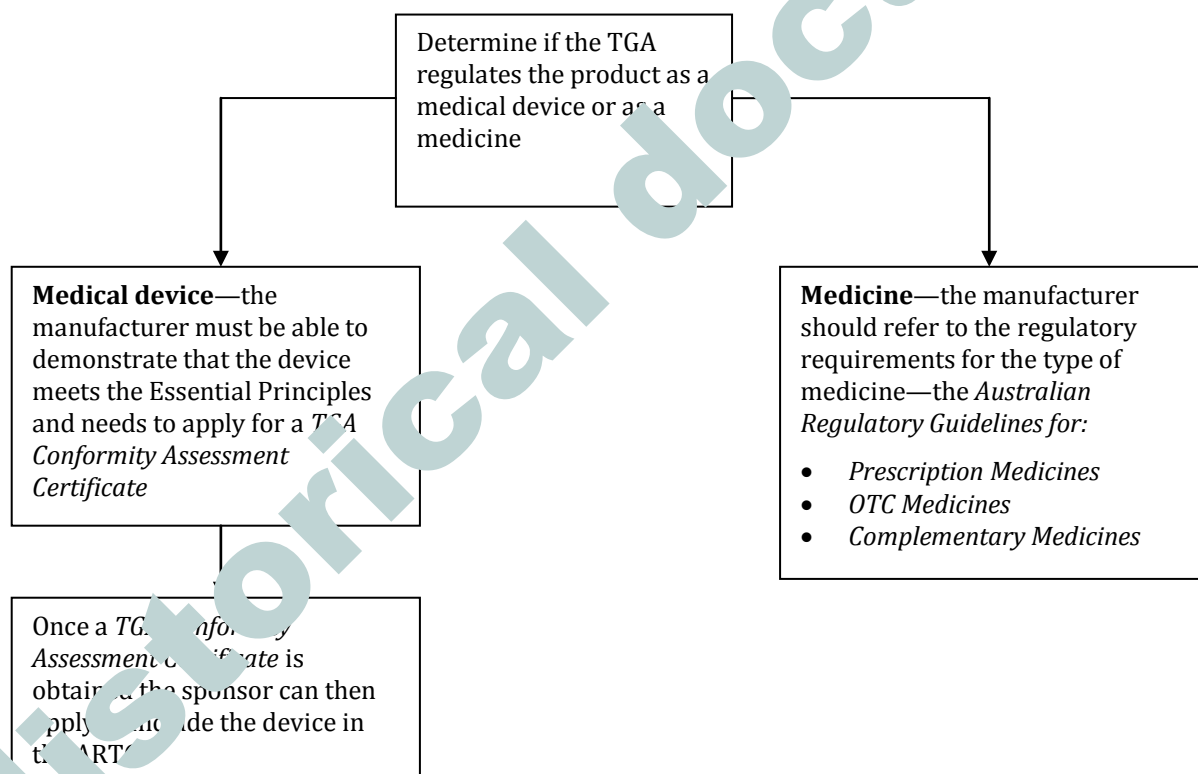 Determine if the TGA
regulates the product as a
medical device or as a
medicine
Medical device—the
manufacturer must be able to
demonstrate that the device
meets the Essential Principles
and needs to apply for a
Conformity Assessment
Certificate
Medicine—the manufacturer
should refer to the regulatory
requirements for the type of
medicine—the Australian
Regulatory Guidelines for:
• Prescription Medicines
• OTC Medicines
• Complementary Medicines
Once a
Assessment is
the sponsor can then
the device in
historical